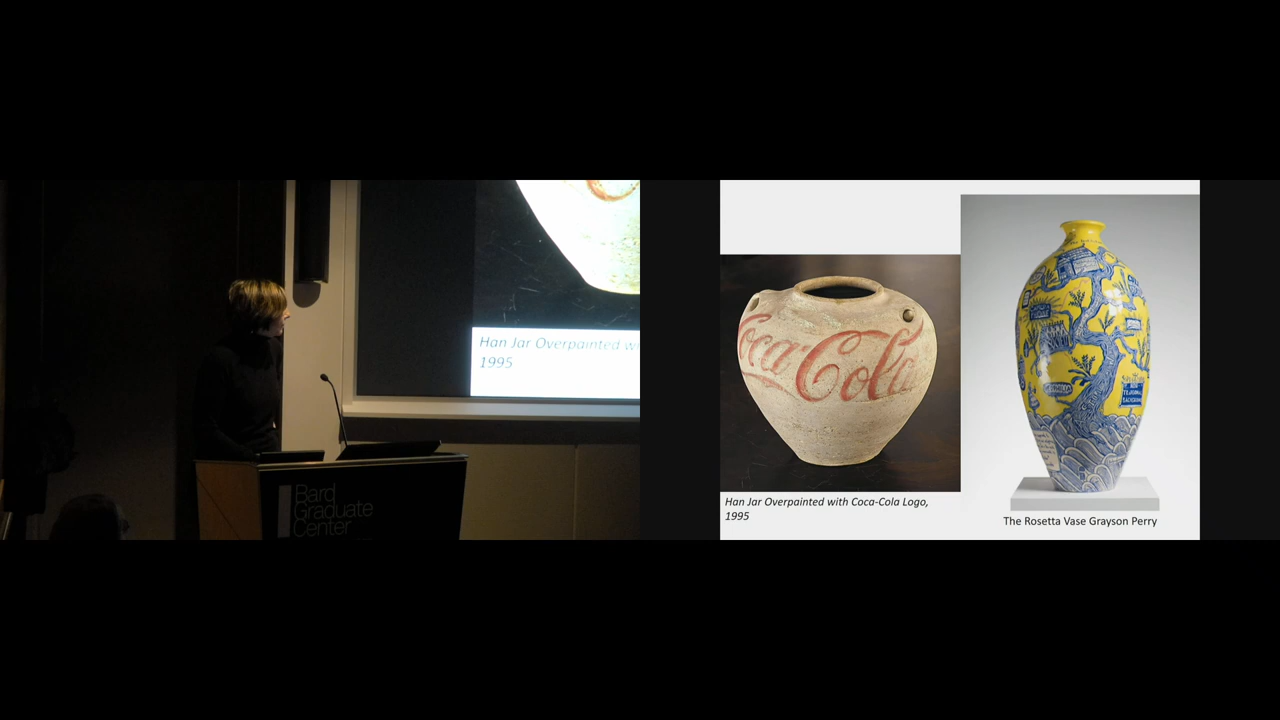 Han Jar Overpainted w
1995
Bard
Graduate
Center
Coca Cola
Han Jar Overpainted with Coca-Cola Logo,
1995
The Rosetta Vase Grayson Perry